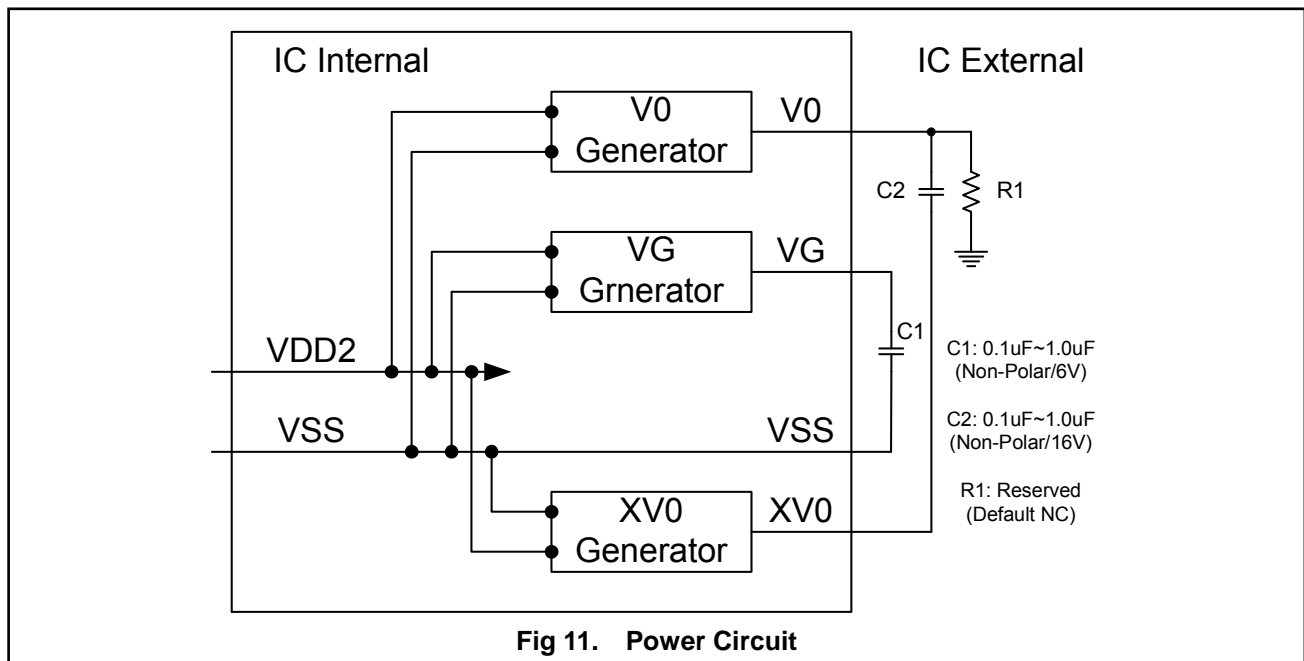 IC Internal
IC External
V0
Generator
V0
C2
R1
VG
Grnerator
VG
C1
VDD2
C1: 0.1uF~1.0uF
(Non-Polar/6V)
VSS
VSS
C2: 0.1uF~1.0uF
(Non-Polar/16V)
XV0
Generator
XV0
R1: Reserved
(Default NC)
Fig 11. Power Circuit